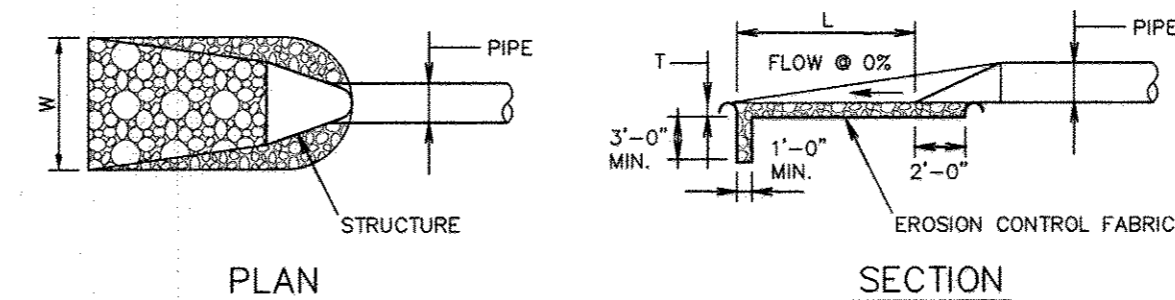 PIPE
W
STRUCTURE
PLAN
L
PIPE
T
FLOW @ 0%
3'-0"
MIN.
1'-0"
MIN.
2'-0"
EROSION CONTROL FABRIC
SECTION